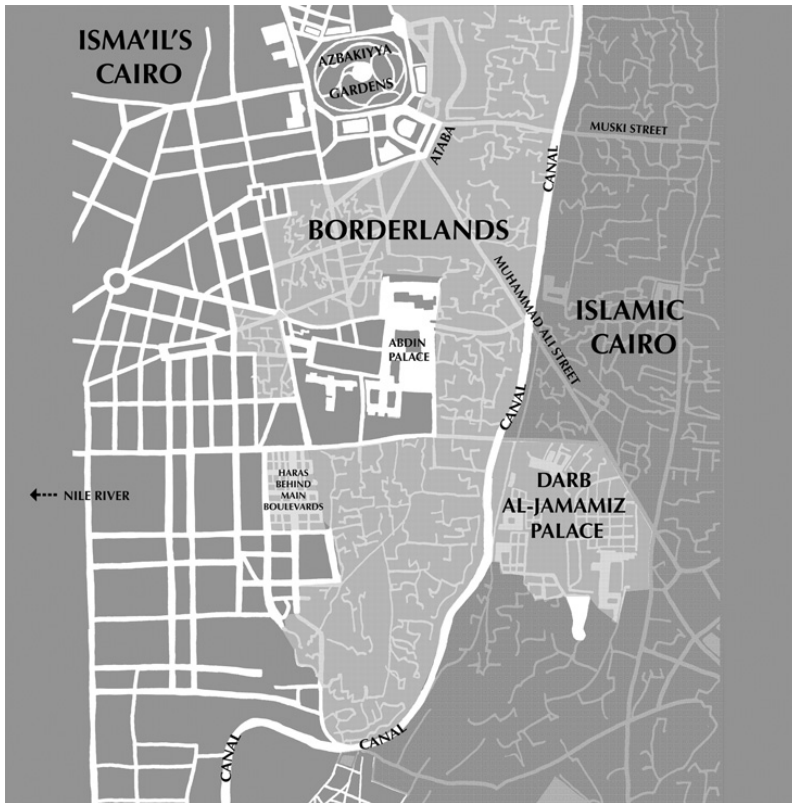 ISMA'IL'S
CAIRO
AZBAKIYYA
GARDENS
ATABA
MUSKI STREET
CANAL
BORDERLANDS
MUHAMMAD ALI STREET
ISLAMIC
CAIRO
ABDIN
PALACE
CANAL
HARAS
BEHIND
MAIN
BOULEVARDS
NILE RIVER
DARB
AL-JAMAMIZ
PALACE
CANAL
CANAL